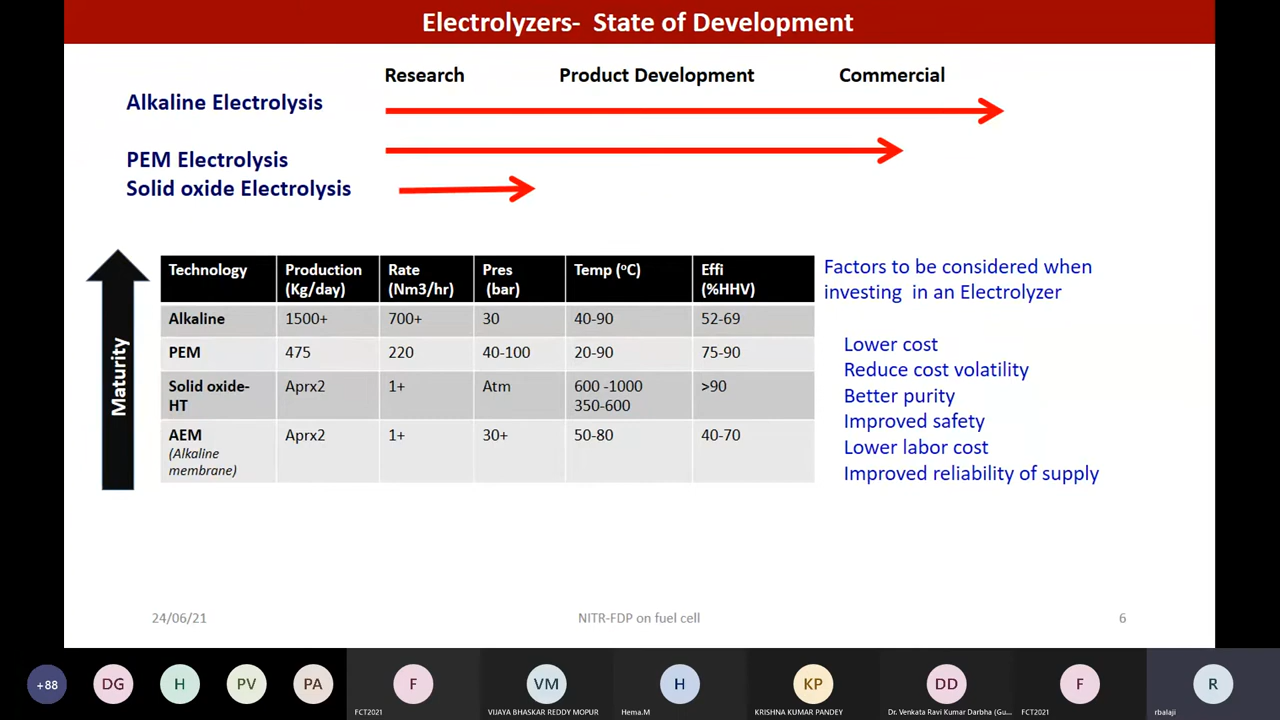 Electrolyzers- State of Development
Research Product Development Commercial
Alkaline Electrolysis
PEM Electrolysis
Solid oxide Electrolysis
Maturity
Technology Production (Kg/day) Rate (Nm3/hr) Pres (bar) Temp (oC) Effi (%HHV)
Alkaline 1500+ 700+ 30 40-90 52-69
PEM 475 220 40-100 20-90 75-90
Solid oxide-HT Aprx2 1+ Atm 600 -1000 350-600 >90
AEM (Alkaline membrane) Aprx2 1+ 30+ 50-80 40-70
Factors to be considered when
investing in an Electrolyzer
Lower cost
Reduce cost volatility
Better purity
Improved safety
Lower labor cost
Improved reliability of supply
24/06/21 NITR-FDP on fuel cell 6
+88 DG H PV PA F VM H KP DD F R
FCT2021 VIJAYA BHASKAR REDDY MOPUR Hema.M KRISHNA KUMAR PANDEY Dr. Venkata Ravi Kumar Darbha (Gu... FCT2021 rbalaji